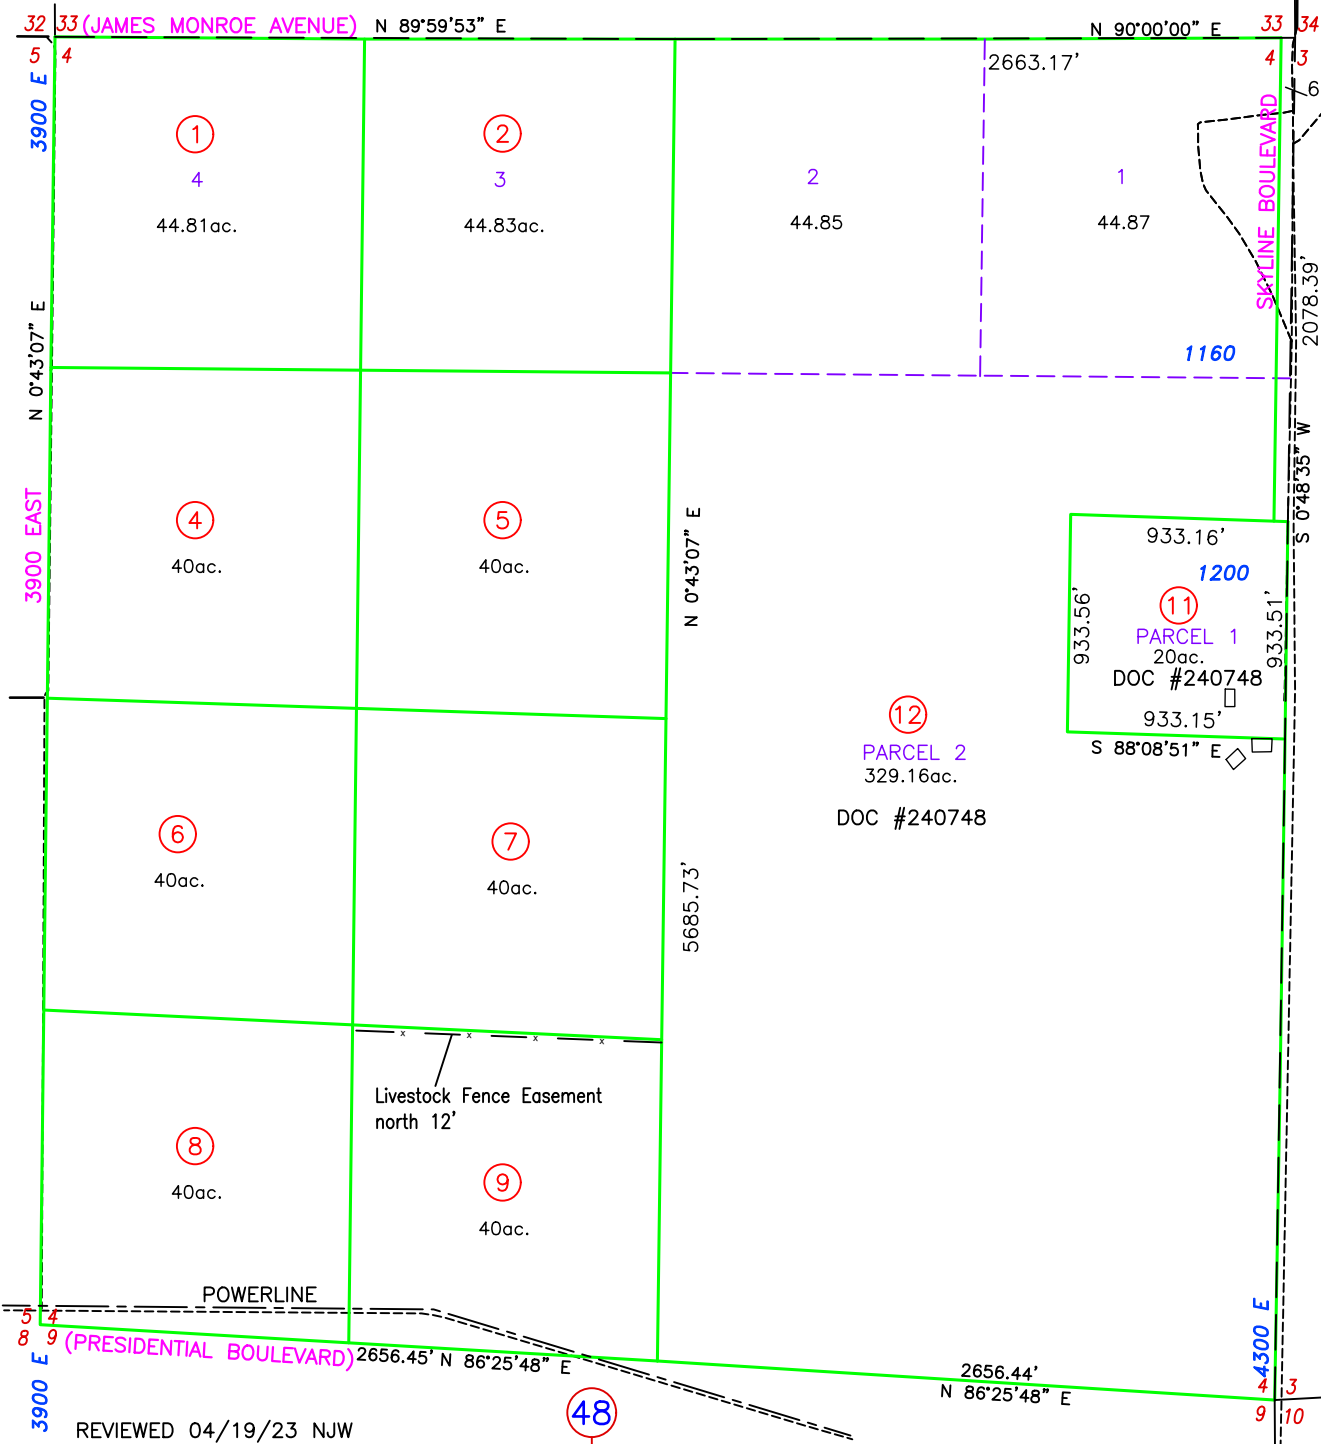 32 33 (JAMES MONROE AVENUE) N 89°59'53" E N 90°00'00" E 33 34
5 4 2663.17' 4 3
3900 E
6
SKYLINE BOULEVARD
1 2
4 3 2 1
44.81ac. 44.83ac. 44.85 44.87
2078.39'
N 0°43'07" E
1160
S 0°48'35" W
3900 EAST
4 5
40ac. 40ac.
N 0°43'07" E
933.16'
1200
933.56'
11
933.51'
PARCEL 1
20ac.
DOC #240748
933.15'
S 88°08'51" E
12
PARCEL 2
329.16ac.
DOC #240748
6 7
40ac. 40ac.
5685.73'
Livestock Fence Easement
north 12'
8 9
40ac. 40ac.
POWERLINE
5 4
8 9 (PRESIDENTIAL BOULEVARD) 2656.45' N 86°25'48" E
2656.44'
N 86°25'48" E
4300 E
4 3
9 10
3900 E
48
REVIEWED 04/19/23 NJW